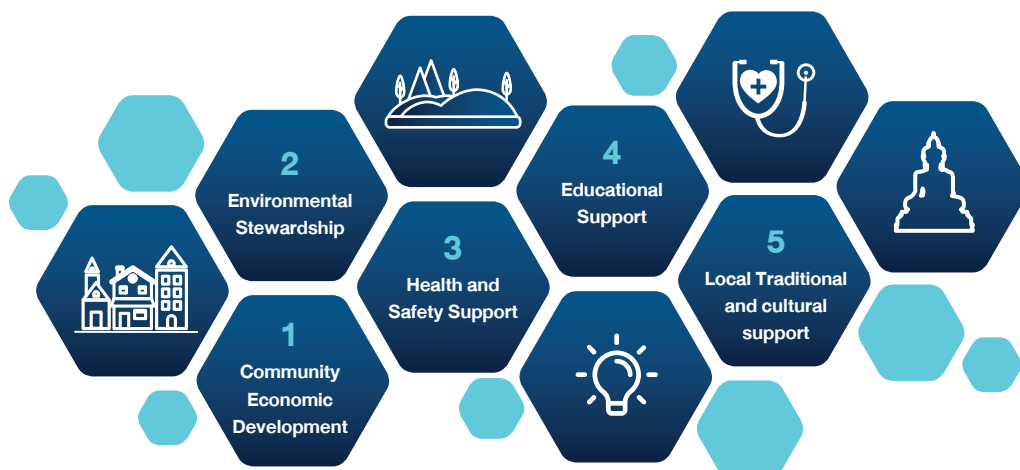 1
Community
Economic
Development
2
Environmental
Stewardship
3
Health and
Safety Support
4
Educational
Support
5
Local Traditional
and cultural
support